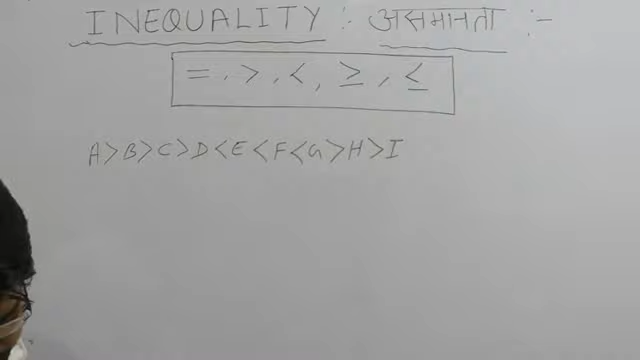 INEQUALITY : असमानता :-
=, >, <, ≥, ≤
A>B>C>D<E<F<G>H>I